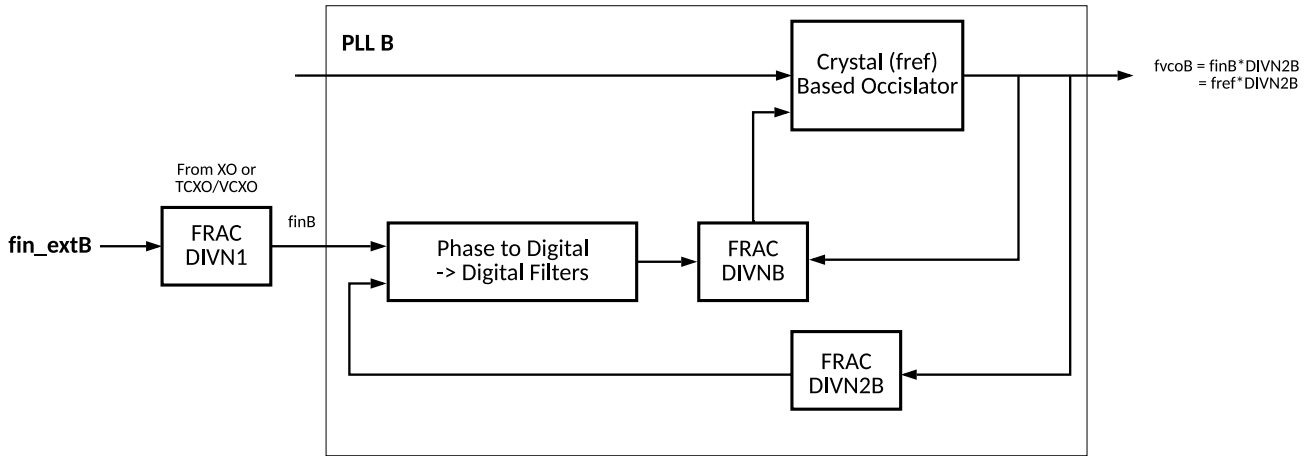 PLL B
Crystal (fref)
Based Occislator
fvcoB = finB*DIVN2B
= fref*DIVN2B
From XO or
TCXO/VCXO
fin_extB
FRAC
DIVN1
finB
Phase to Digital
-> Digital Filters
FRAC
DIVNB
FRAC
DIVN2B